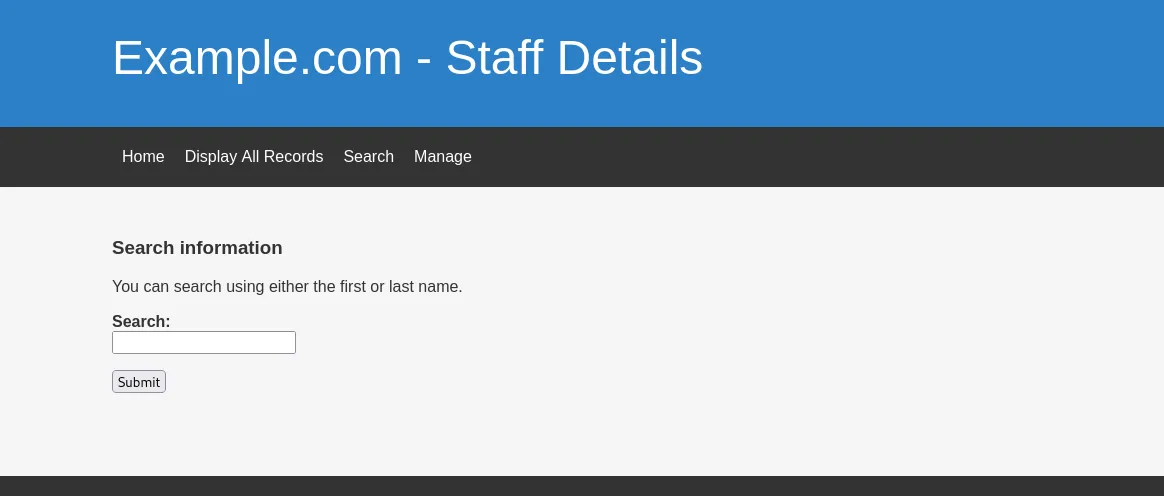 Example.com - Staff Details
Home Display All Records Search Manage
Search information
You can search using either the first or last name.
Search:
Submit